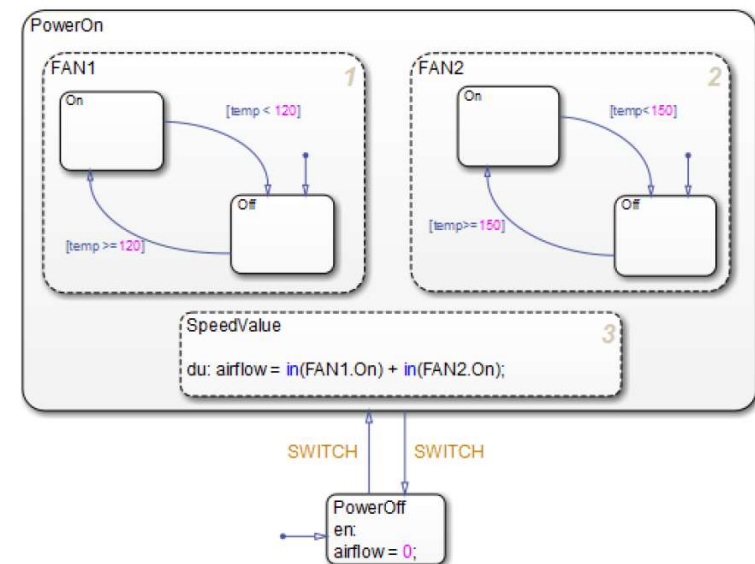 PowerOn
FAN1
1
On
[temp < 120]
Off
[temp >= 120]
FAN2
2
On
[temp<150]
Off
[temp>= 150]
SpeedValue
3
du: airflow = in(FAN1.On) + in(FAN2.On);
SWITCH
SWITCH
PowerOff
en:
airflow = 0;